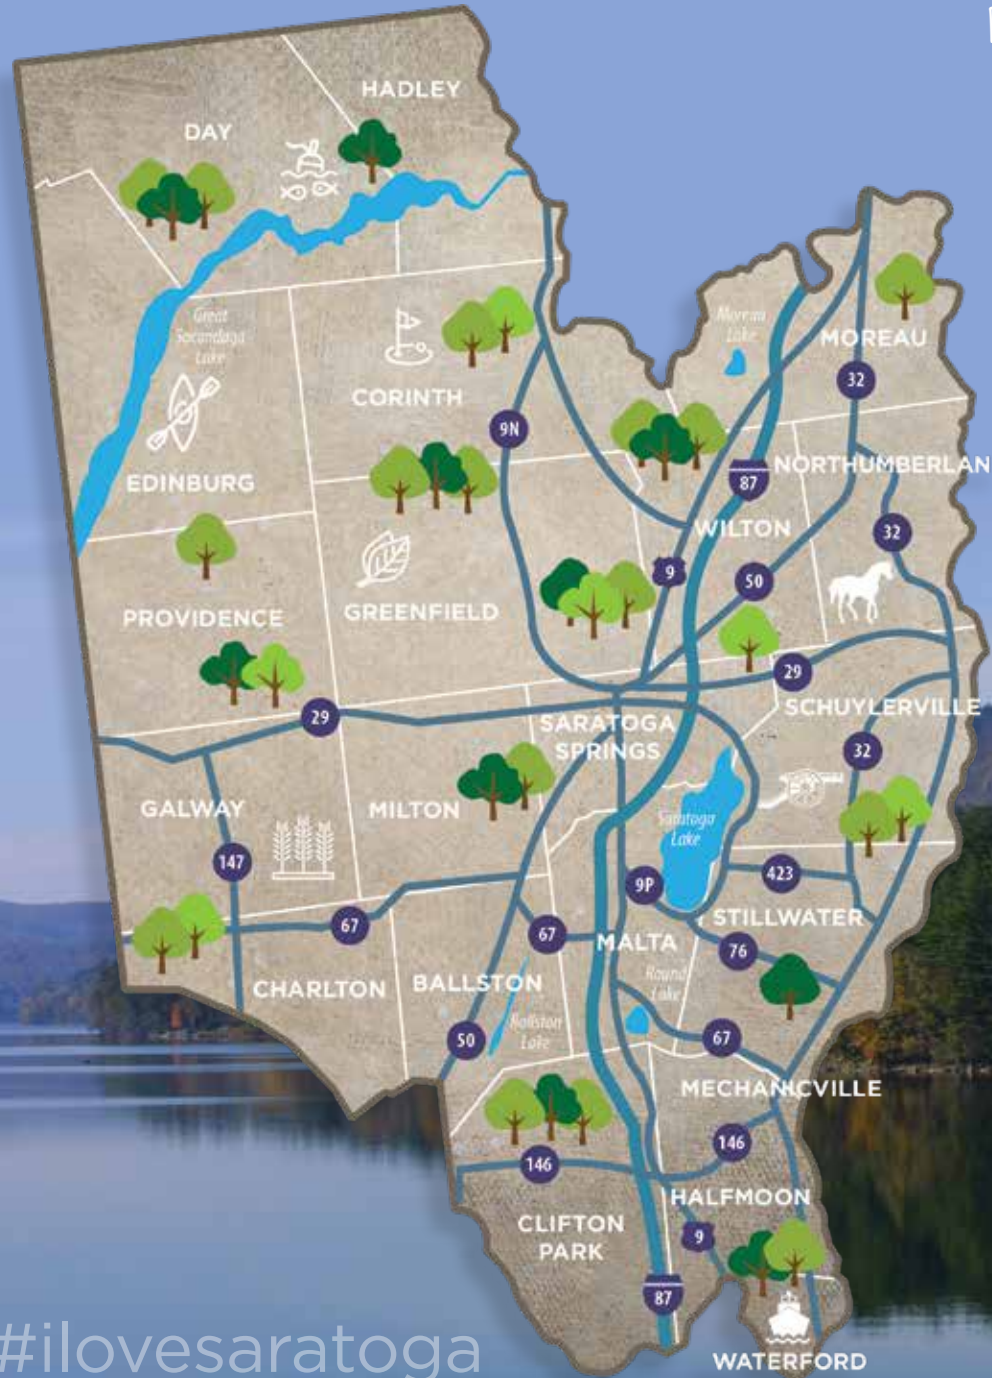 HADLEY
DAY
Great
Sacandaga
Lake
Moreau
Lake
MOREAU
32
CORINTH
9N
EDINBURG
NORTHUMBERLAN
87
WILTON
32
9
50
PROVIDENCE
GREENFIELD
29
29
SCHUYLERVILLE
SARATOGA
SPRINGS
32
GALWAY
MILTON
Saratoga
Lake
147
9P
423
STILLWATER
67
67
MALTA
76
CHARLTON
BALLSTON
Round
Lake
Ballston
Lake
50
67
MECHANICVILLE
146
146
HALFMOON
CLIFTON
PARK
9
87
#ilovesaratoga
WATERFORD